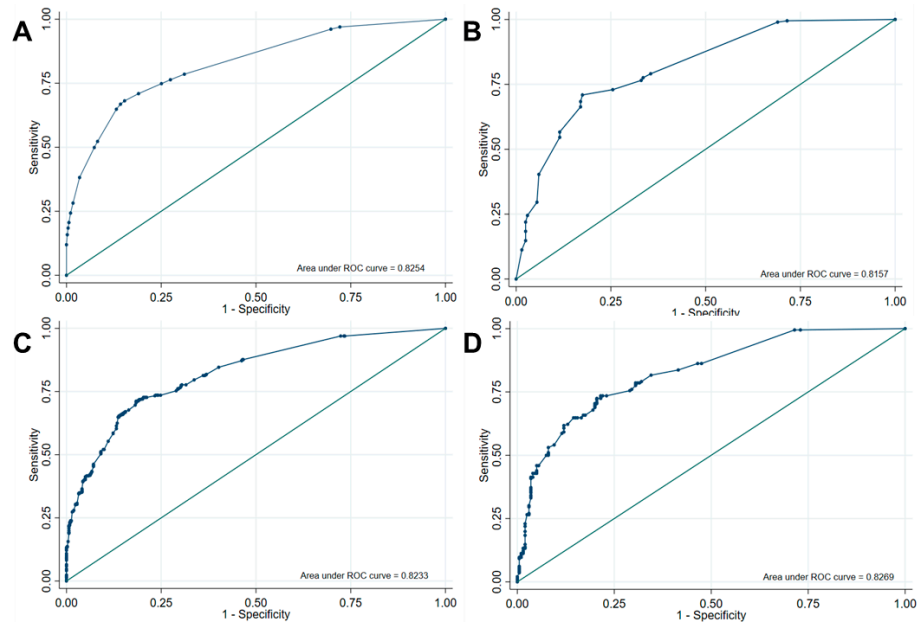 A
Sensitivity
1.00
0.75
0.50
0.25
0.00
Area under ROC curve = 0.8254
0.00 0.25 0.50 0.75 1.00
1 - Specificity
B
Sensitivity
1.00
0.75
0.50
0.25
0.00
Area under ROC curve = 0.8157
0.00 0.25 0.50 0.75 1.00
1 - Specificity
C
Sensitivity
1.00
0.75
0.50
0.25
0.00
Area under ROC curve = 0.8233
0.00 0.25 0.50 0.75 1.00
1 - Specificity
D
Sensitivity
1.00
0.75
0.50
0.25
0.00
Area under ROC curve = 0.8269
0.00 0.25 0.50 0.75 1.00
1 - Specificity